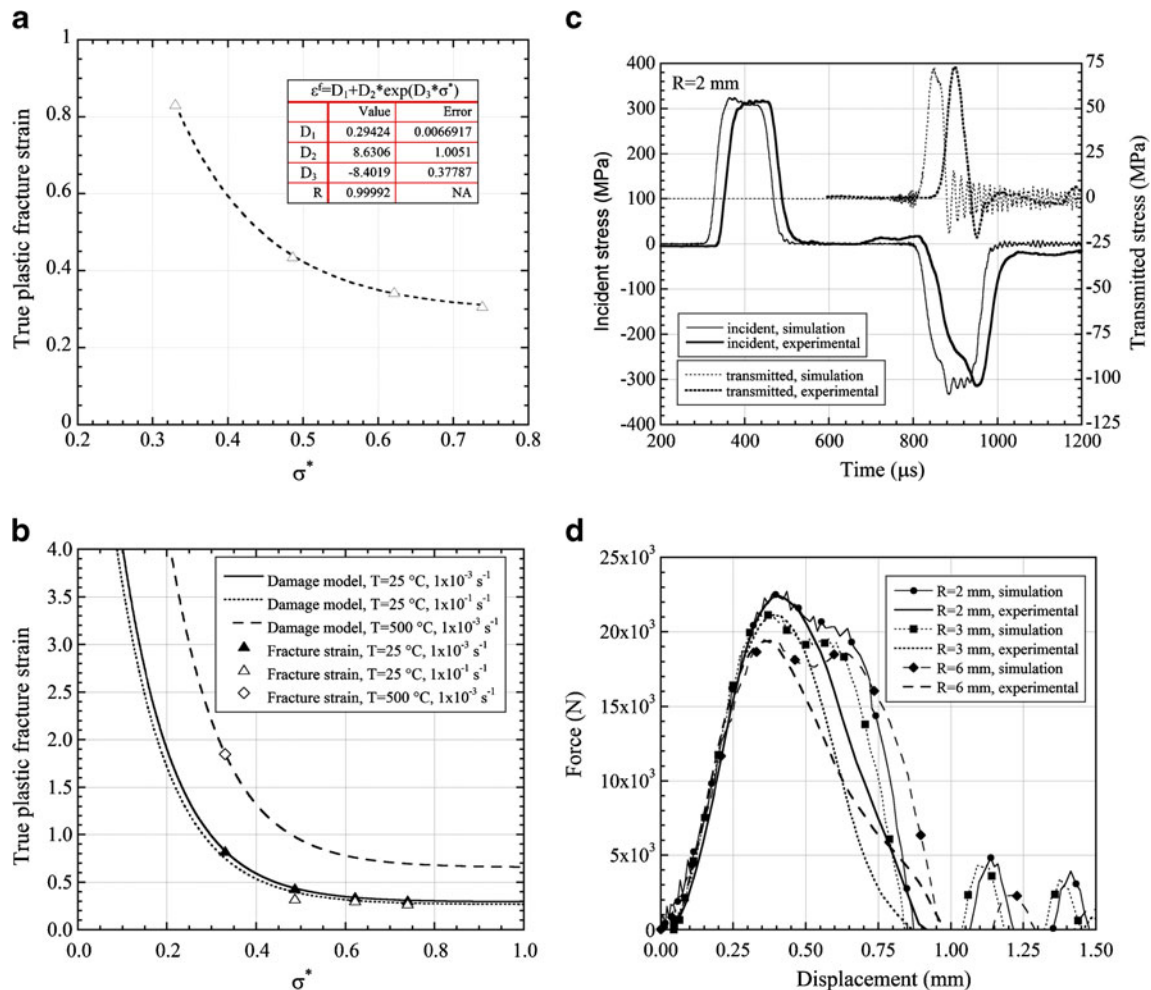 a
1
0.8
0.6
0.4
0.2
0
0.2 0.3 0.4 0.5 0.6 0.7 0.8
True plastic fracture strain
σ*
εᶠ=D₁+D₂*exp(D₃*σ*)
Value Error
D₁ 0.29424 0.0066917
D₂ 8.6306 1.0051
D₃ -8.4019 0.37787
R 0.99992 NA
c
R=2 mm
400
300
200
100
0
-100
-200
-300
-400
Incident stress (MPa)
75
50
25
0
-25
-50
-75
-100
-125
Transmitted stress (MPa)
incident, simulation
incident, experimental
transmitted, simulation
transmitted, experimental
200 400 600 800 1000 1200
Time (μs)
b
4.0
3.5
3.0
2.5
2.0
1.5
1.0
0.5
0.0
0.0 0.2 0.4 0.6 0.8 1.0
True plastic fracture strain
σ*
Damage model, T=25 °C, 1x10⁻³ s⁻¹
Damage model, T=25 °C, 1x10⁻¹ s⁻¹
Damage model, T=500 °C, 1x10⁻³ s⁻¹
Fracture strain, T=25 °C, 1x10⁻³ s⁻¹
Fracture strain, T=25 °C, 1x10⁻¹ s⁻¹
Fracture strain, T=500 °C, 1x10⁻³ s⁻¹
d
25x10³
20x10³
15x10³
10x10³
5x10³
0
Force (N)
R=2 mm, simulation
R=2 mm, experimental
R=3 mm, simulation
R=3 mm, experimental
R=6 mm, simulation
R=6 mm, experimental
0.00 0.25 0.50 0.75 1.00 1.25 1.50
Displacement (mm)